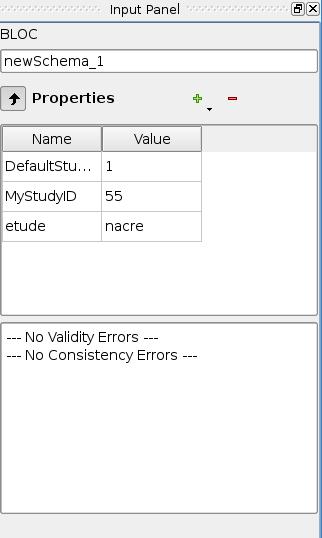 Input Panel
BLOC
newSchema_1
Properties
Name Value
DefaultStu... 1
MyStudyID 55
etude nacre
--- No Validity Errors ---
--- No Consistency Errors ---